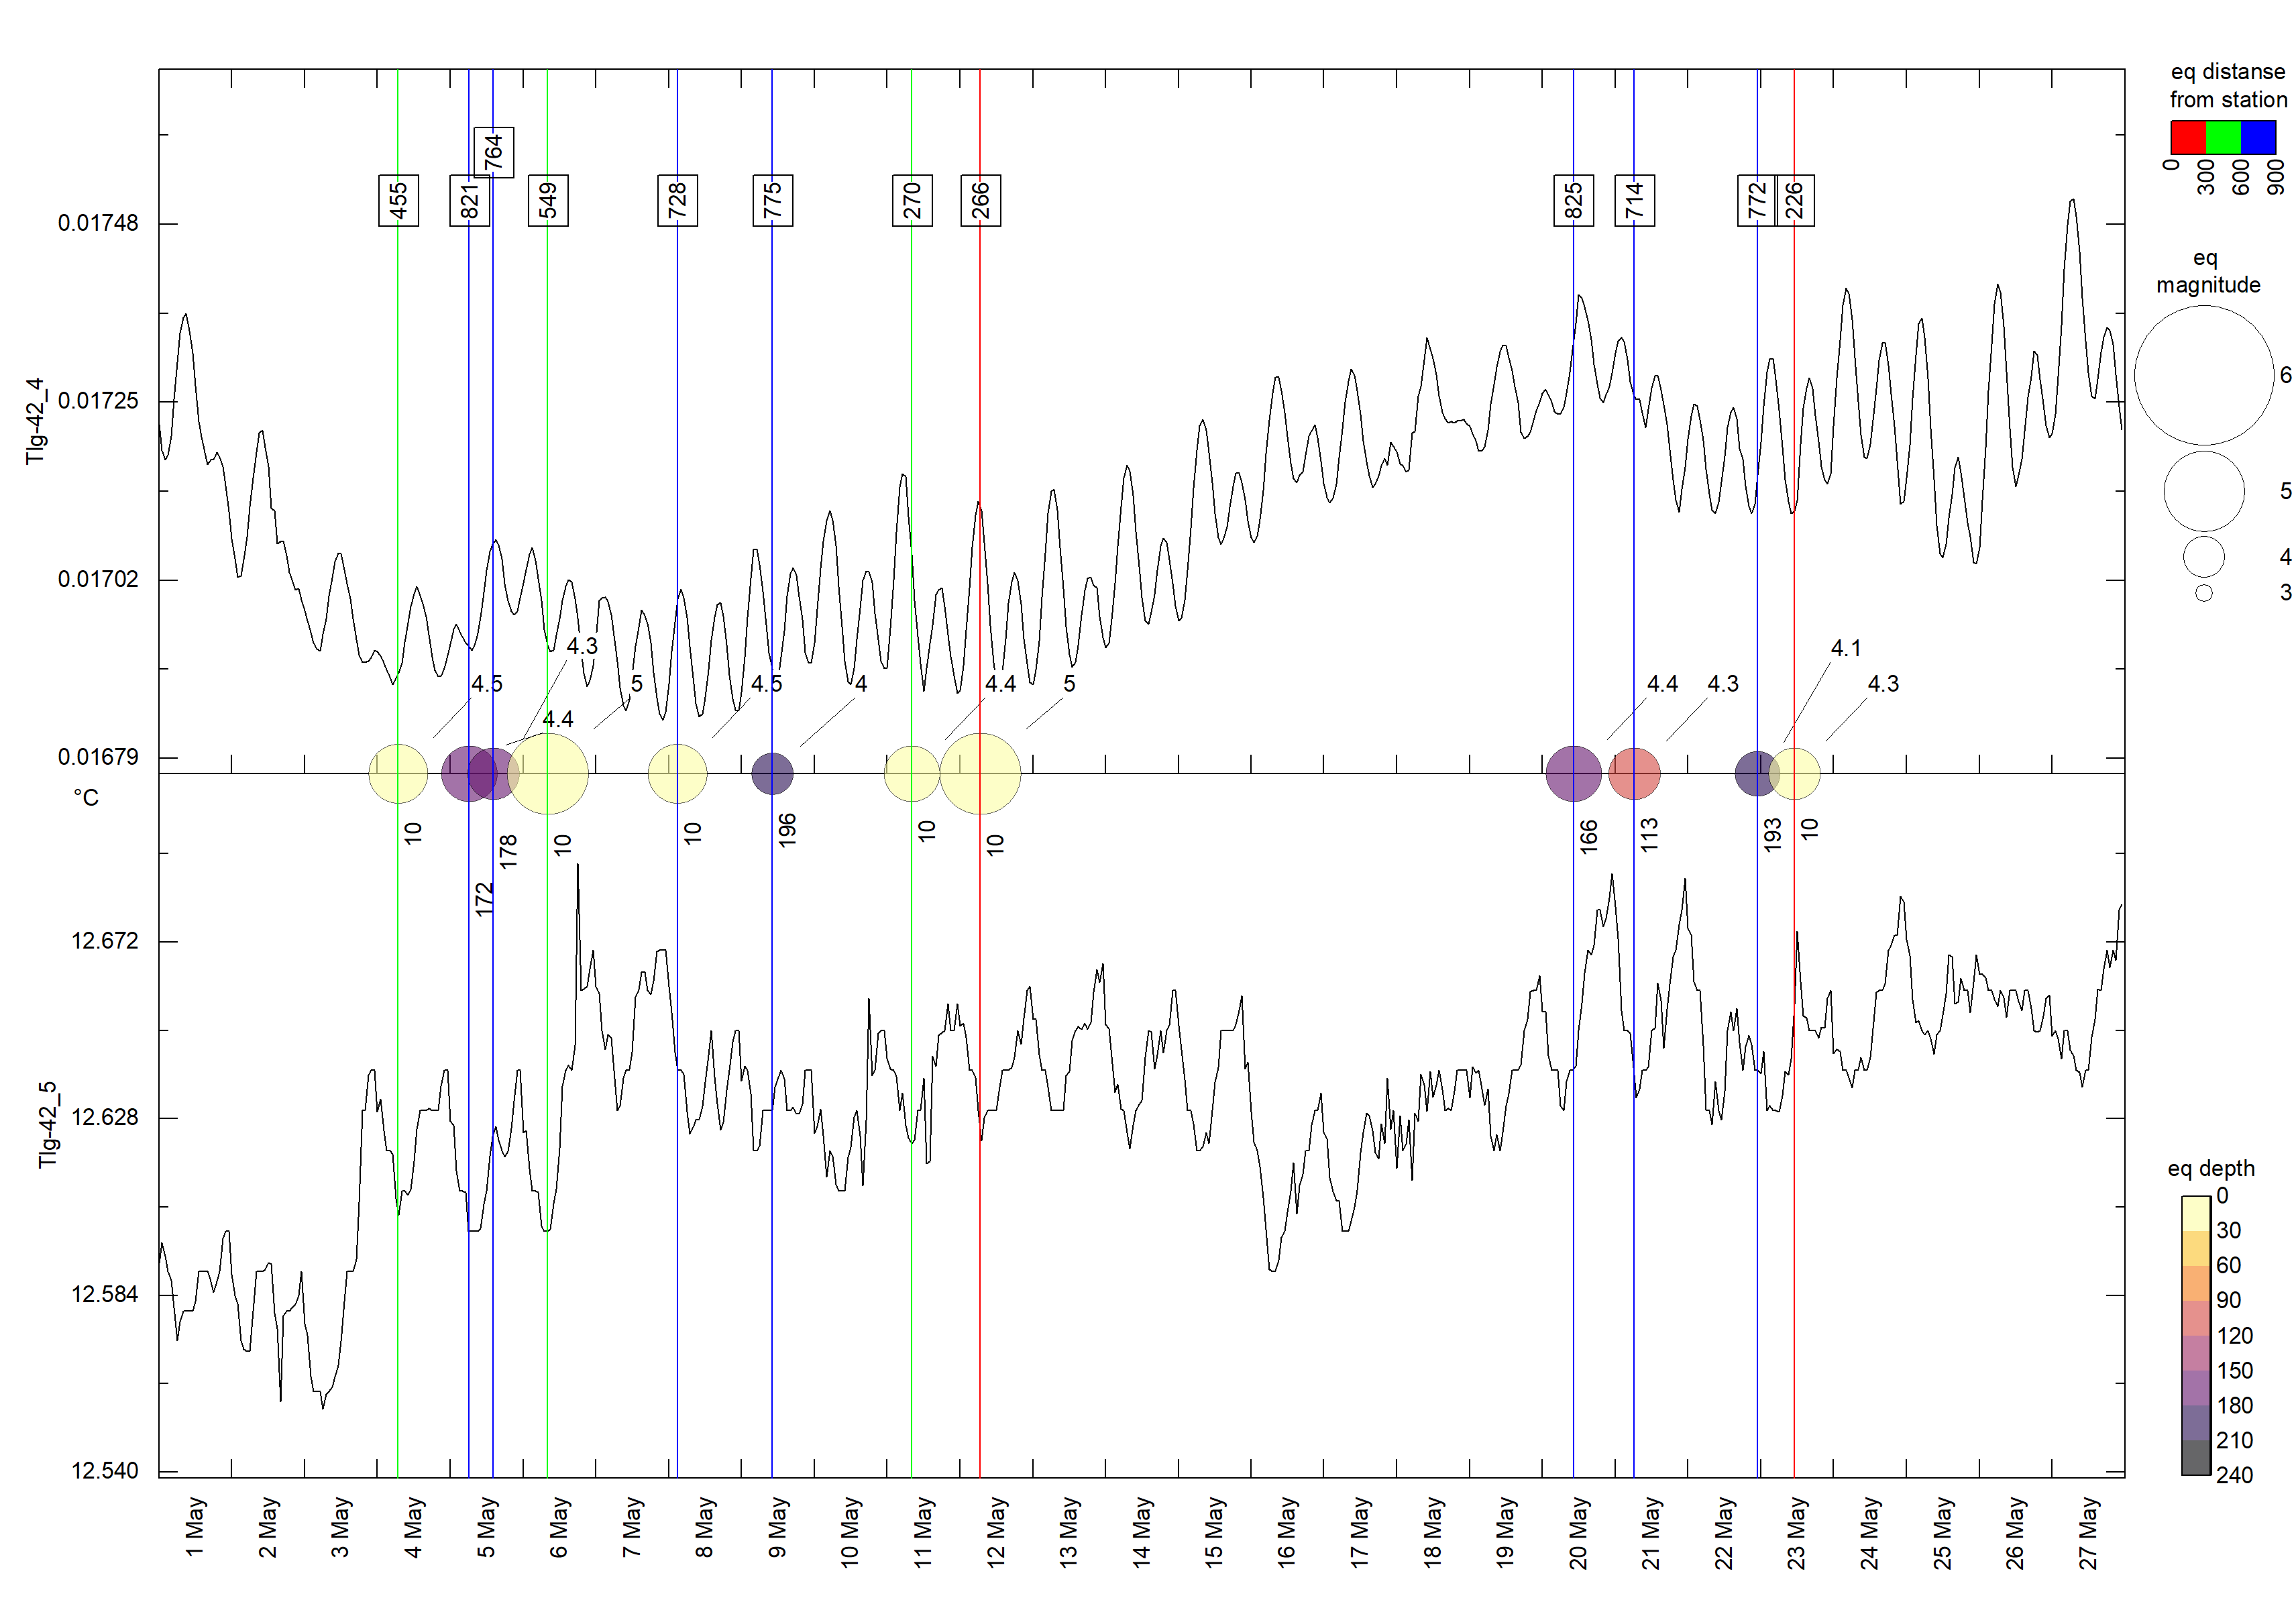 eq distanse
from station
0
300
600
900
764
455
821
549
728
775
270
266
825
714
772
226
0.01748
0.01725
0.01702
0.01679
Tlg-42_4
eq
magnitude
6
5
4
3
4.3
4.1
4.5
5
4.5
4
4.4
5
4.4
4.3
4.3
4.4
°C
10
172
178
10
10
196
10
10
166
113
193
10
12.672
12.628
12.584
12.540
Tlg-42_5
eq depth
0
30
60
90
120
150
180
210
240
1 May
2 May
3 May
4 May
5 May
6 May
7 May
8 May
9 May
10 May
11 May
12 May
13 May
14 May
15 May
16 May
17 May
18 May
19 May
20 May
21 May
22 May
23 May
24 May
25 May
26 May
27 May